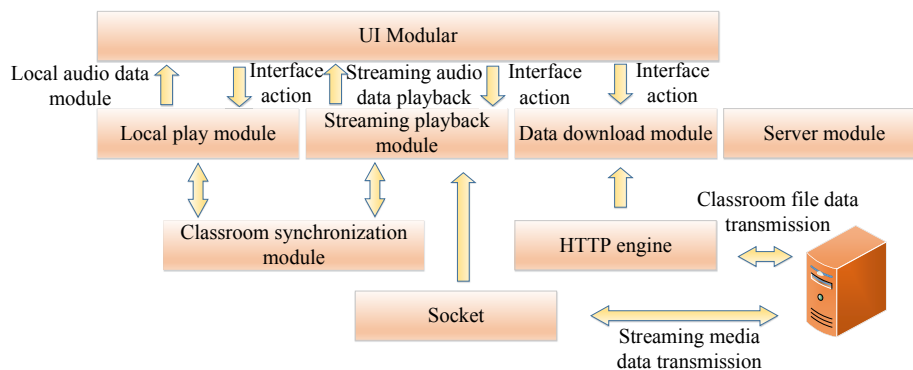 UI Modular
Local audio data
module
Interface
action
Streaming audio
data playback
Interface
action
Interface
action
Local play module
Streaming playback
module
Data download module
Server module
Classroom synchronization
module
HTTP engine
Classroom file data
transmission
Socket
Streaming media
data transmission